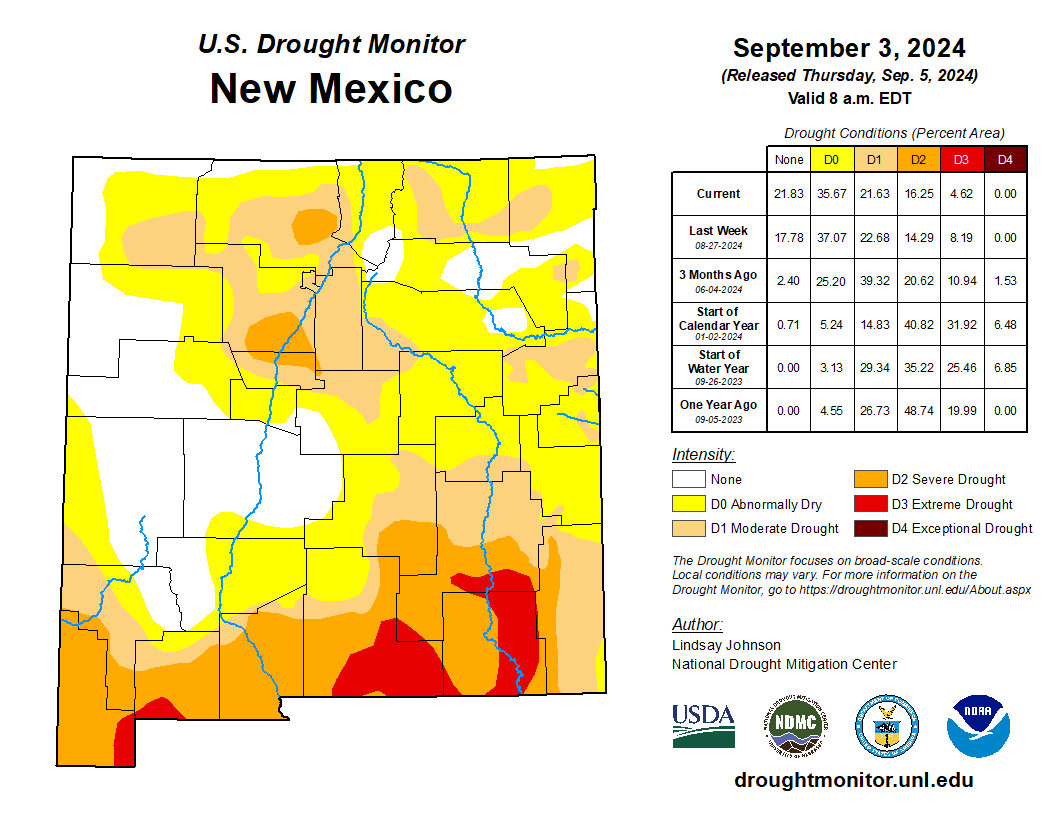 U.S. Drought Monitor
New Mexico
September 3, 2024
(Released Thursday, Sep. 5, 2024)
Valid 8 a.m. EDT
Drought Conditions (Percent Area)
None D0 D1 D2 D3 D4
Current 21.83 35.67 21.63 16.25 4.62 0.00
Last Week 17.78 37.07 22.68 14.29 8.19 0.00
08-27-2024
3 Months Ago 2.40 25.20 39.32 20.62 10.94 1.53
06-04-2024
Start of
Calendar Year 0.71 5.24 14.83 40.82 31.92 6.48
01-02-2024
Start of
Water Year 0.00 3.13 29.34 35.22 25.46 6.85
09-26-2023
One Year Ago 0.00 4.55 26.73 48.74 19.99 0.00
09-05-2023
Intensity:
None D2 Severe Drought
D0 Abnormally Dry D3 Extreme Drought
D1 Moderate Drought D4 Exceptional Drought
The Drought Monitor focuses on broad-scale conditions.
Local conditions may vary. For more information on the
Drought Monitor, go to https://droughtmonitor.unl.edu/About.aspx
Author:
Lindsay Johnson
National Drought Mitigation Center
USDA
NATIONAL DROUGHT MITIGATION CENTER
NDMC
UNIVERSITY OF NEBRASKA
NOAA
droughtmonitor.unl.edu